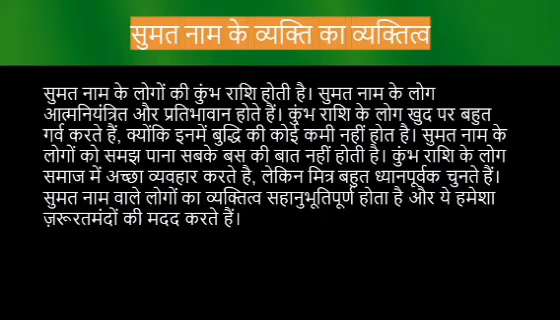 सुमत नाम के व्यक्ति का व्यक्तित्व
सुमत नाम के लोगों की कुंभ राशि होती है। सुमत नाम के लोग
आत्मनियंत्रित और प्रतिभावान होते हैं। कुंभ राशि के लोग खुद पर बहुत
गर्व करते हैं, क्योंकि इनमें बुद्धि की कोई कमी नहीं होत है। सुमत नाम के
लोगों को समझ पाना सबके बस की बात नहीं होती है। कुंभ राशि के लोग
समाज में अच्छा व्यवहार करते है, लेकिन मित्र बहुत ध्यानपूर्वक चुनते हैं।
सुमत नाम वाले लोगों का व्यक्तित्व सहानुभूतिपूर्ण होता है और ये हमेशा
ज़रूरतमंदों की मदद करते हैं।